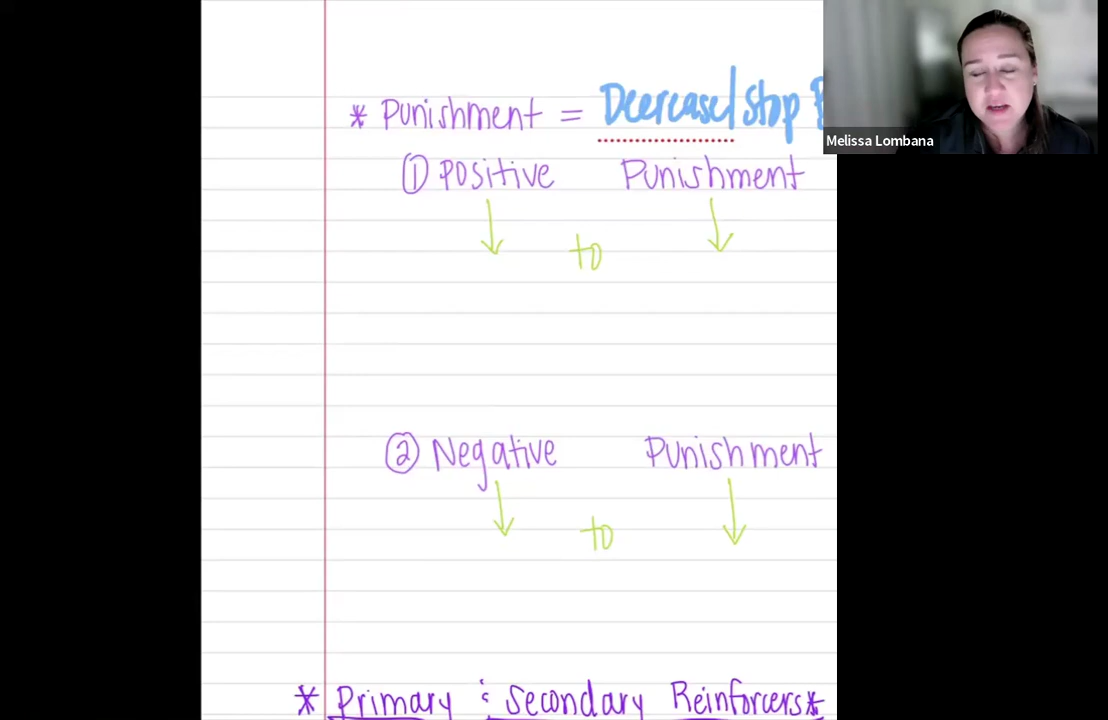 * Punishment = Decrease/Stop
Melissa Lombana
① Positive Punishment
↓ to ↓
② Negative Punishment
↓ to ↓
* Primary & Secondary Reinforcers *